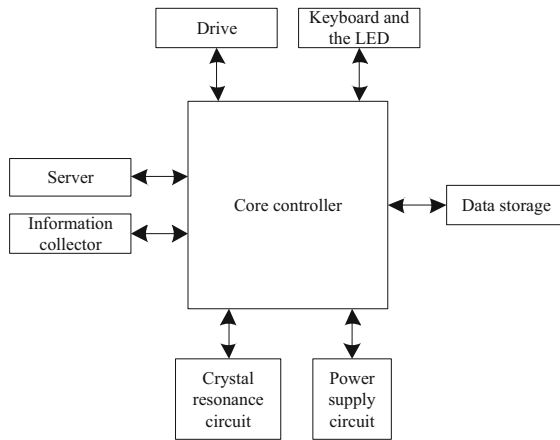 Drive
Keyboard and
the LED
Server
Information
collector
Core controller
Data storage
Crystal
resonance
circuit
Power
supply circuit